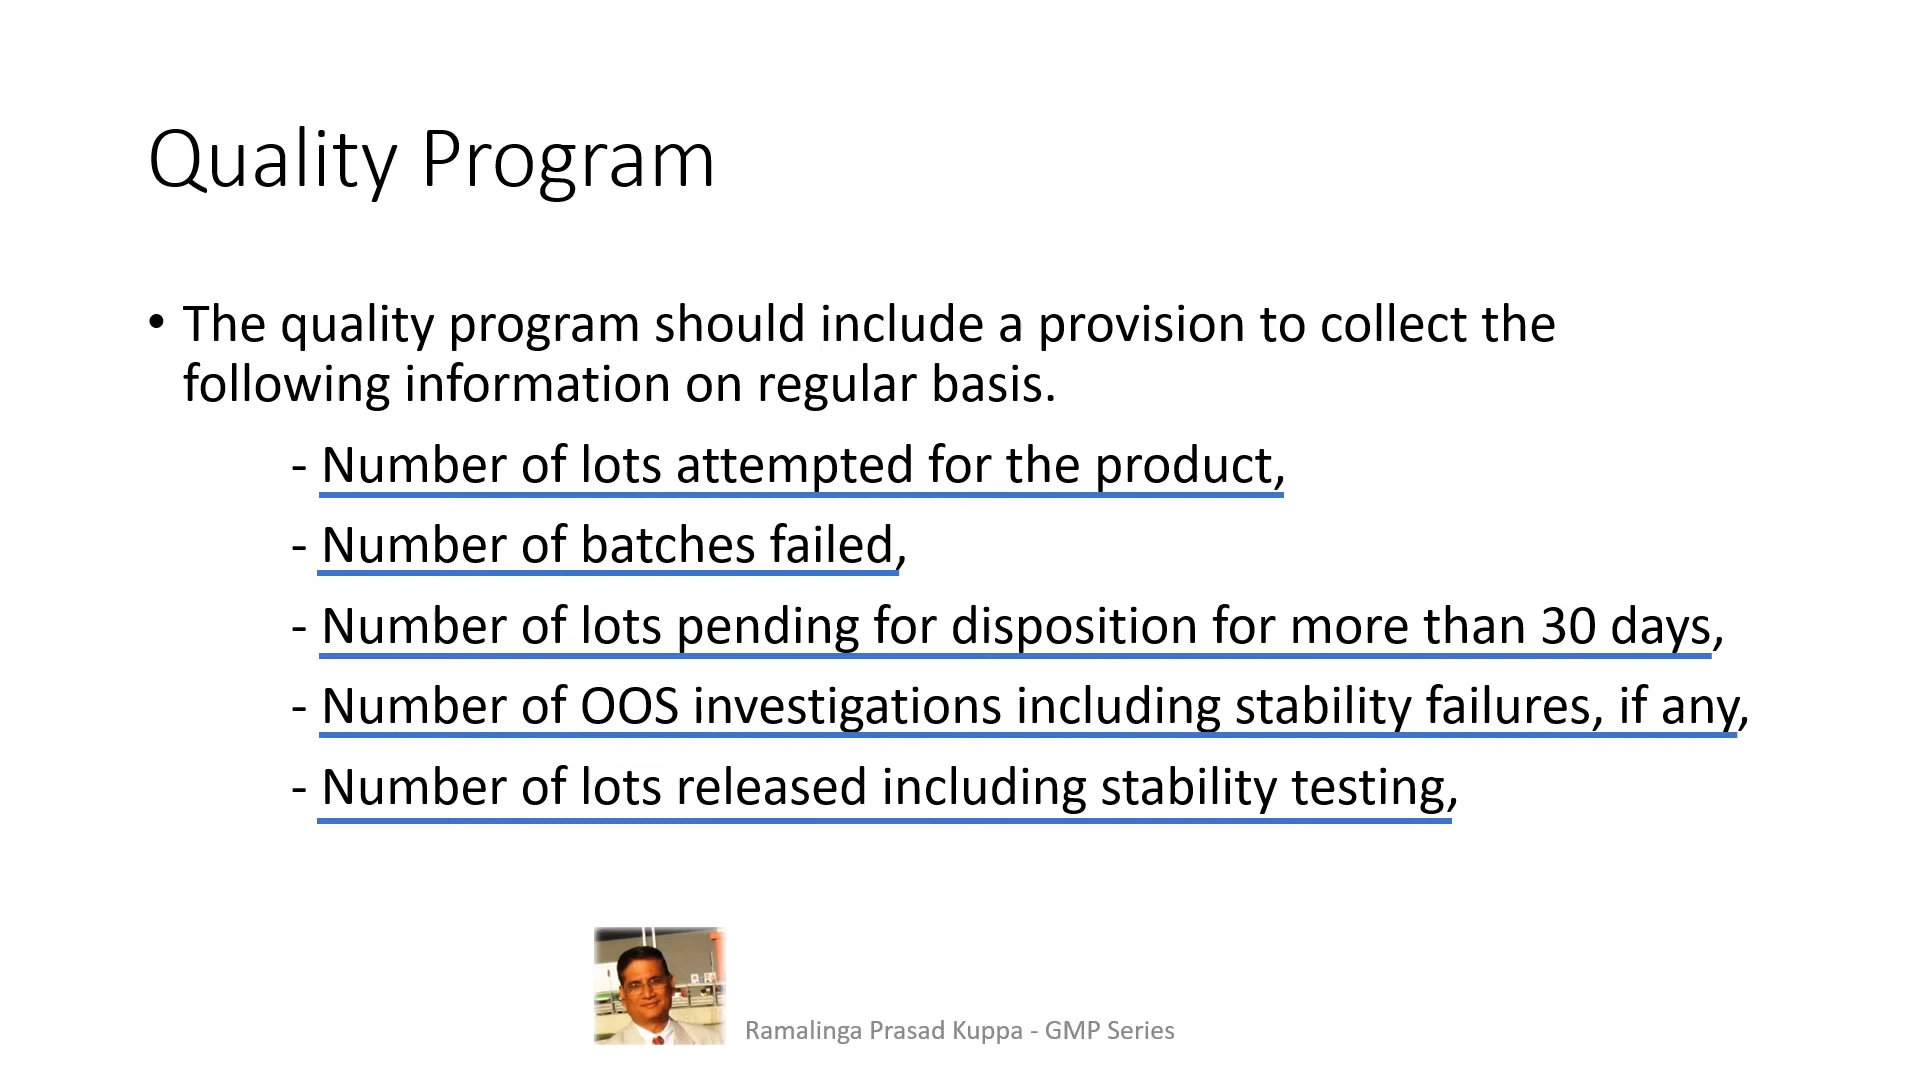 Quality Program
• The quality program should include a provision to collect the
following information on regular basis.
- Number of lots attempted for the product,
- Number of batches failed,
- Number of lots pending for disposition for more than 30 days,
- Number of OOS investigations including stability failures, if any,
- Number of lots released including stability testing,
Ramalinga Prasad Kuppa - GMP Series